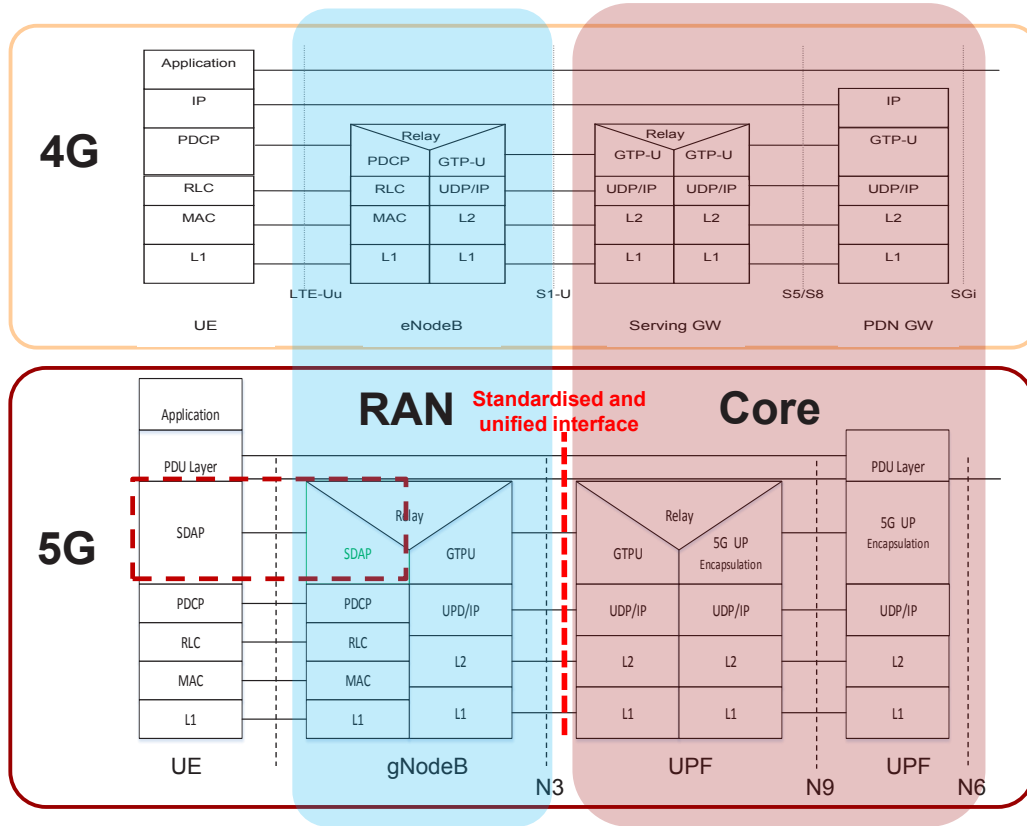 4G
Application
IP
PDCP
RLC
MAC
L1
UE
LTE-Uu
Relay
PDCP
GTP-U
RLC
UDP/IP
MAC
L2
L1
L1
eNodeB
S1-U
Relay
GTP-U
GTP-U
UDP/IP
UDP/IP
L2
L2
L1
L1
Serving GW
S5/S8
IP
GTP-U
UDP/IP
L2
L1
PDN GW
SGi
5G
RAN
Standardised and
unified interface
Core
Application
PDU Layer
SDAP
PDCP
RLC
MAC
L1
UE
Relay
SDAP
GTPU
PDCP
UPD/IP
RLC
L2
MAC
L1
L1
gNodeB
N3
Relay
GTPU
5G UP
Encapsulation
UDP/IP
UDP/IP
L2
L2
L1
L1
UPF
N9
PDU Layer
5G UP
Encapsulation
UDP/IP
L2
L1
UPF
N6